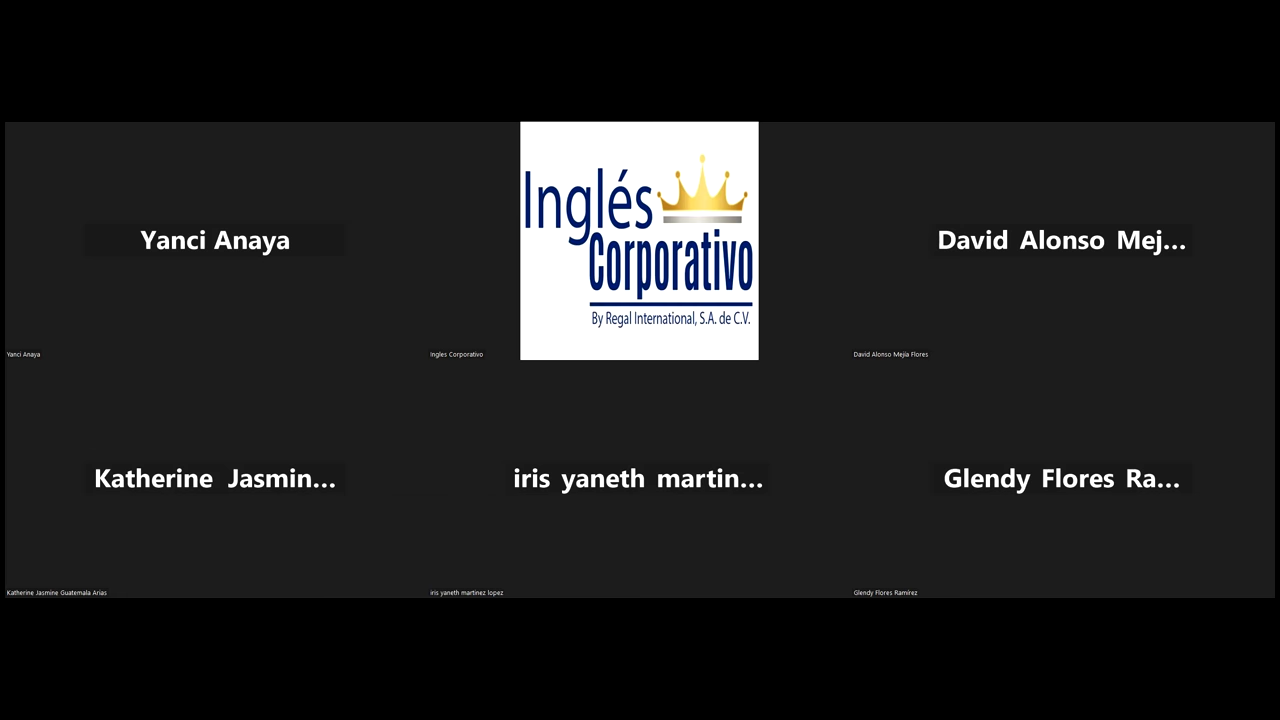 Yanci Anaya
Yanci Anaya
Inglés
Corporativo
By Regal International, S.A. de C.V.
Ingles Corporativo
David Alonso Mej...
David Alonso Mejía Flores
Katherine Jasmin...
Katherine Jasmine Guatemala Arias
iris yaneth martin...
iris yaneth martinez lopez
Glendy Flores Ra...
Glendy Flores Ramírez